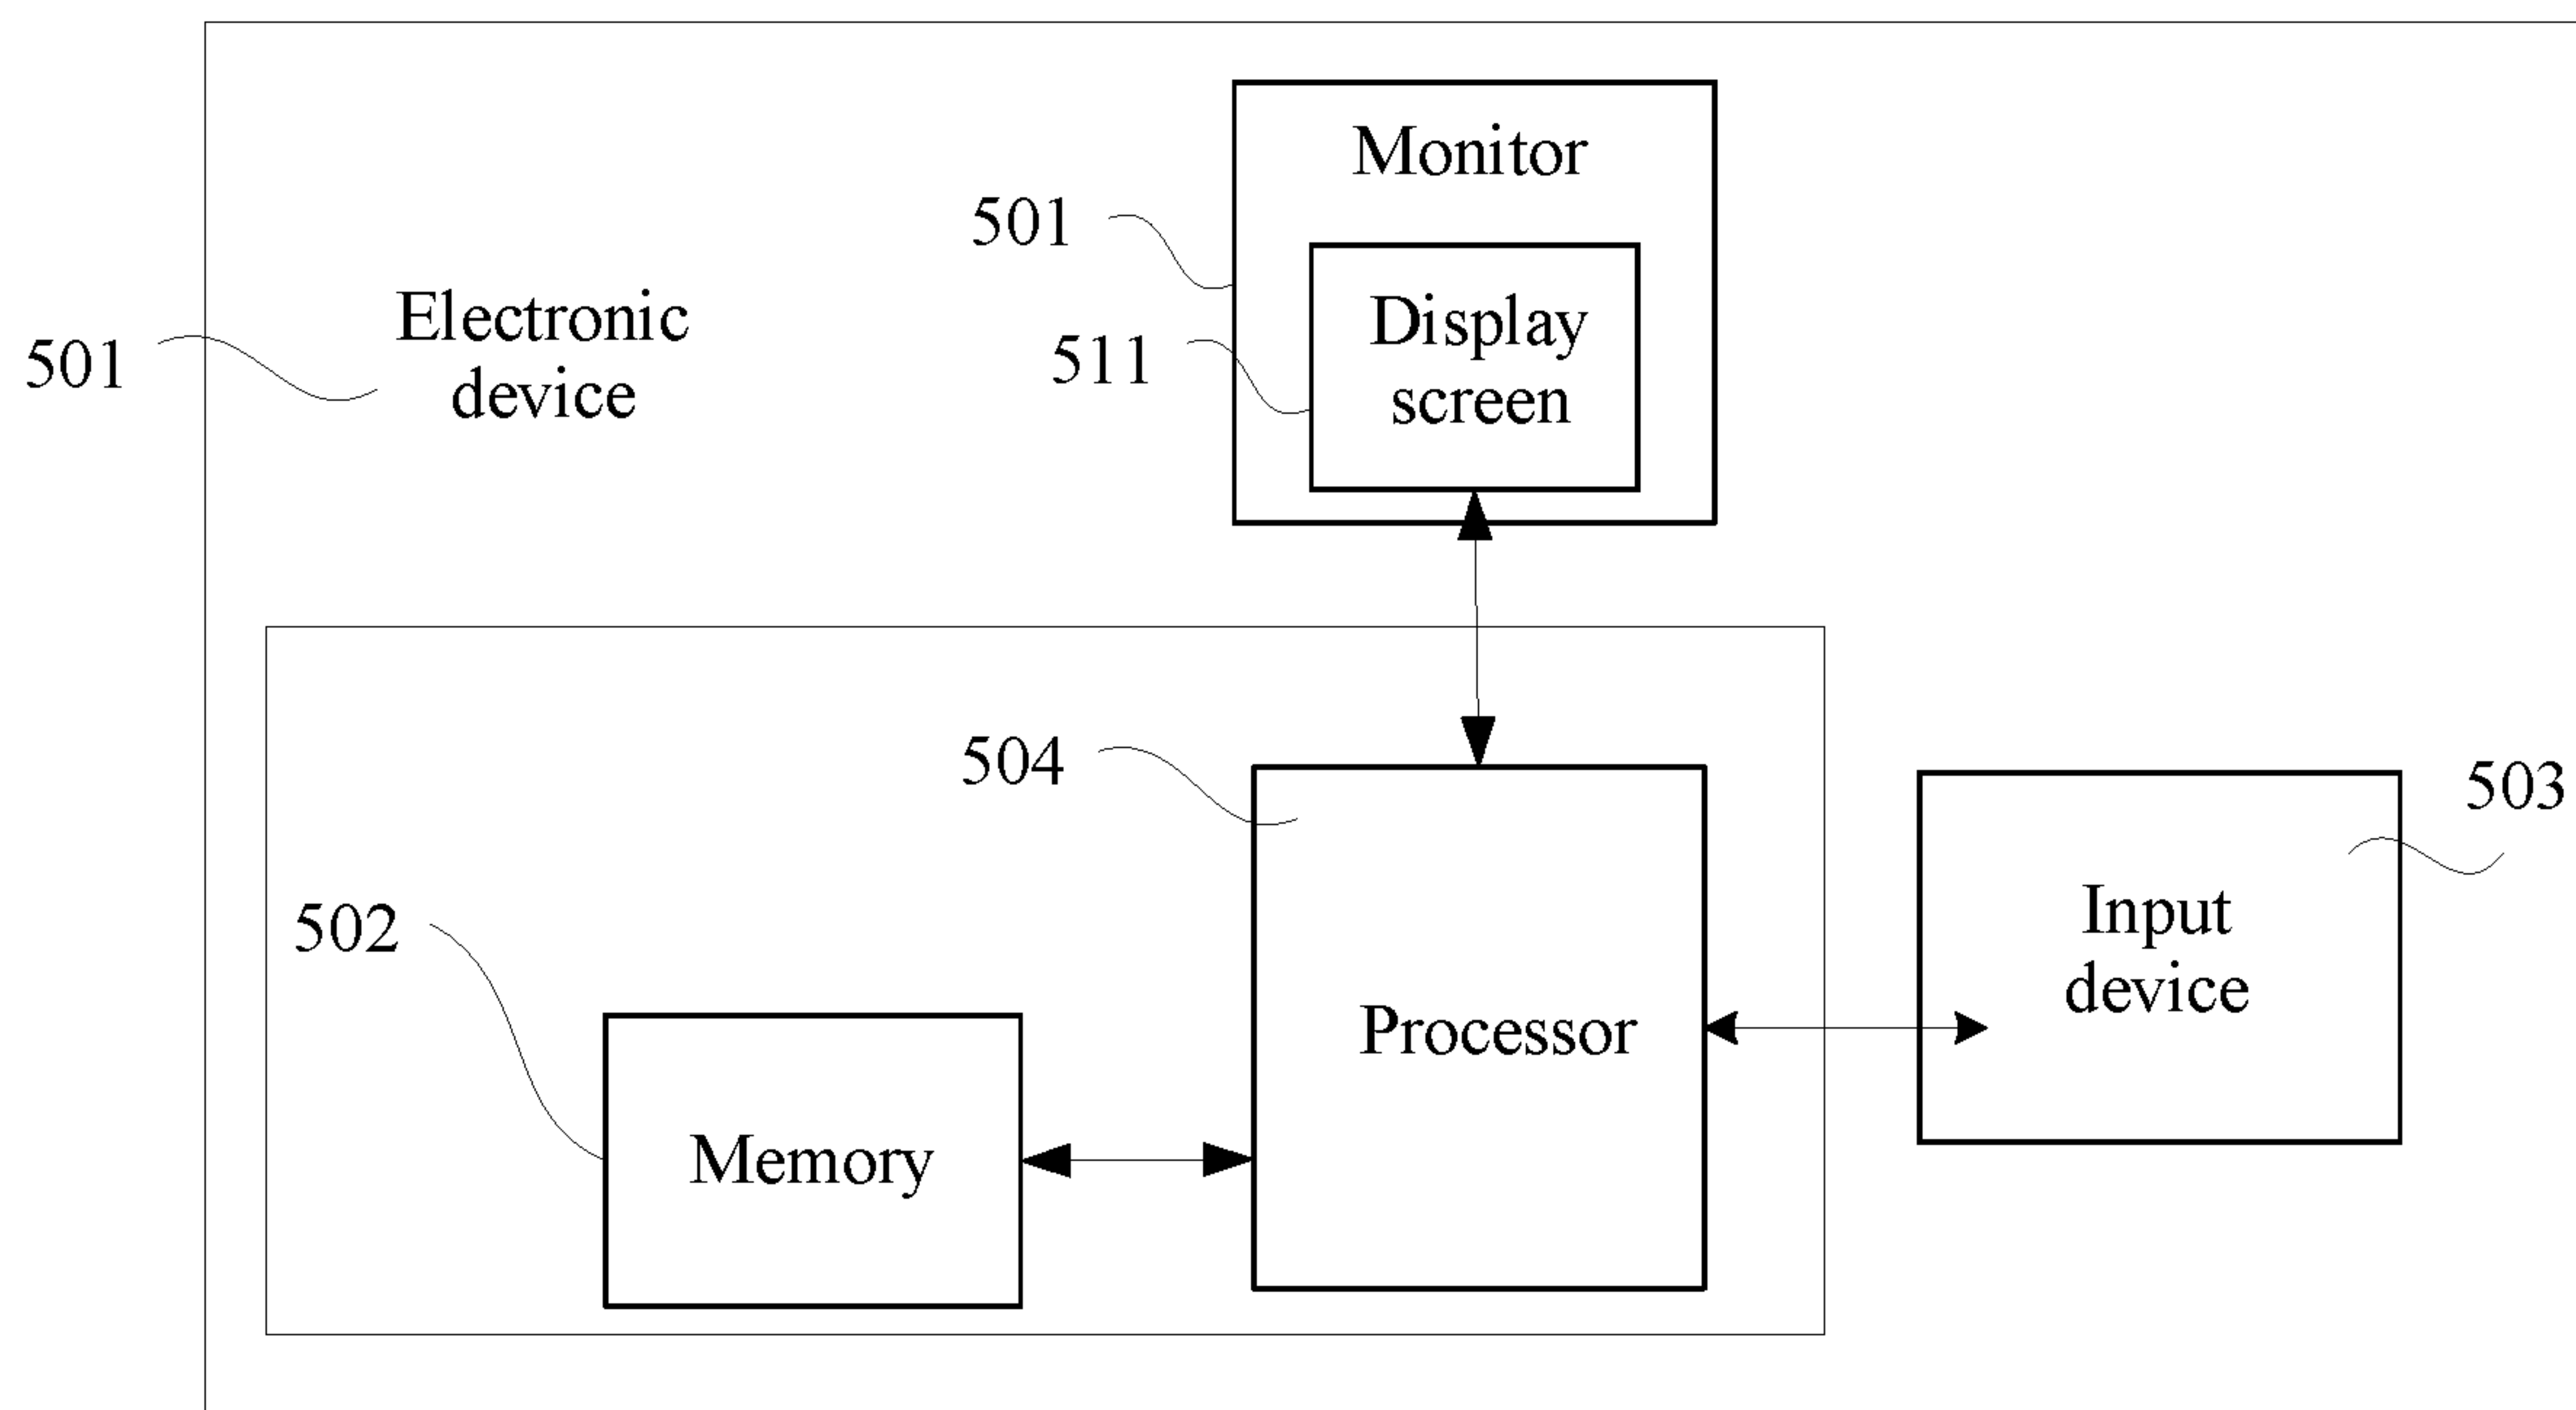 Monitor
501
Display
screen
511
Electronic
device
501
504
503
Input
device
502
Processor
Memory